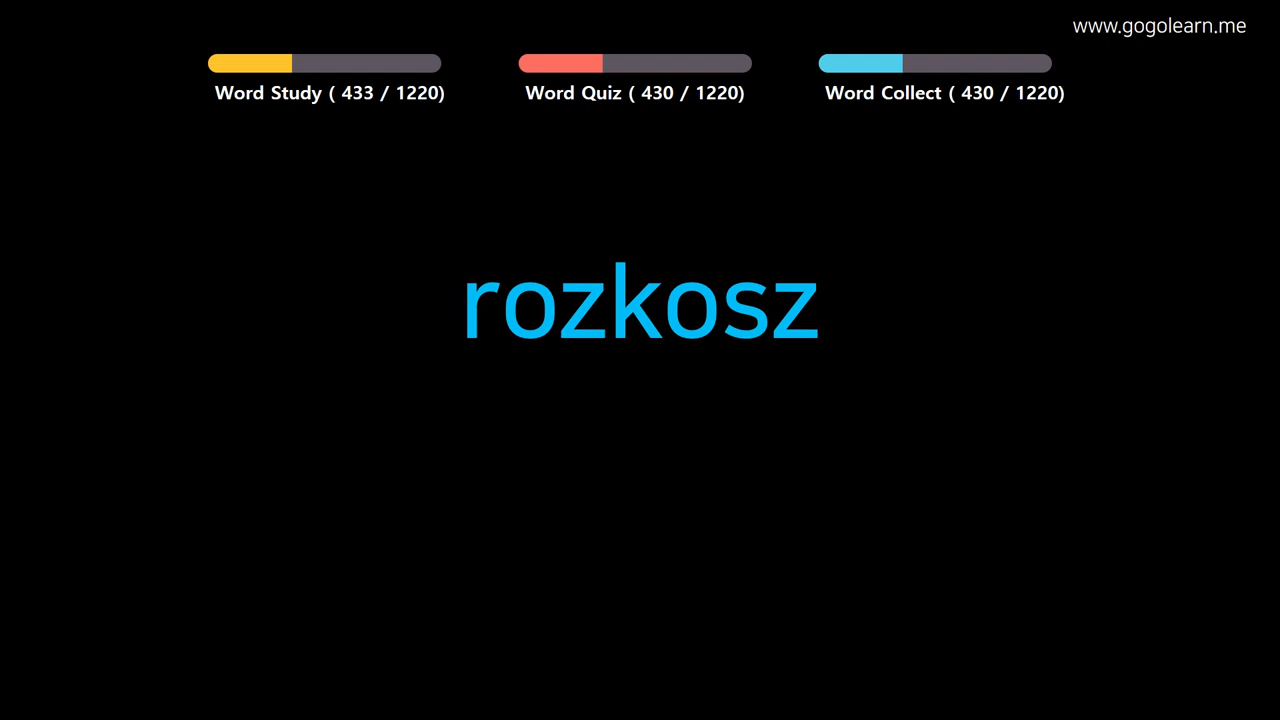 www.gogolearn.me
Word Study ( 433 / 1220)
Word Quiz ( 430 / 1220)
Word Collect ( 430 / 1220)
rozkosz